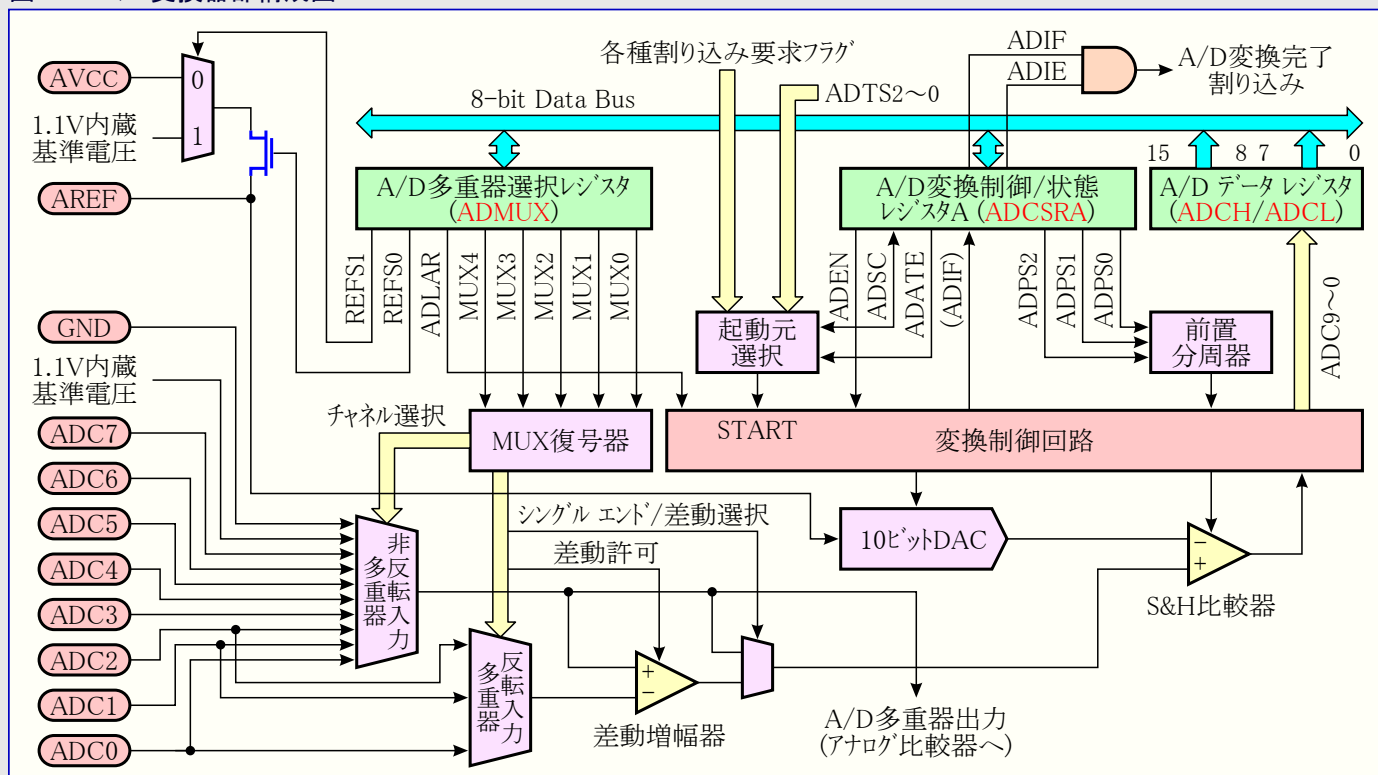 AVCC
0
1
1.1V内蔵
基準電圧
AREF
各種割り込み要求フラグ
ADTS2～0
ADIF
ADIE
A/D変換完了
割り込み
8-bit Data Bus
15
8
7
0
A/D多重器選択レジスタ
(ADMUX)
A/D変換制御/状態
レジスタA (ADCSRA)
A/D データ レジスタ
(ADCH/ADCL)
REFS1
REFS0
ADLAR
MUX4
MUX3
MUX2
MUX1
MUX0
ADEN
ADSC
ADATE
(ADIF)
ADPS2
ADPS1
ADPS0
ADC9～0
起動元
選択
前置
分周器
GND
1.1V内蔵
基準電圧
チャネル選択
MUX復号器
START
変換制御回路
ADC7
ADC6
ADC5
ADC4
ADC3
ADC2
ADC1
ADC0
非反転入力
多重器
シングル エンド/差動選択
差動許可
10ビットDAC
−
+
S&H比較器
反転入力
多重器
+
−
差動増幅器
A/D多重器出力
(アナログ比較器へ)